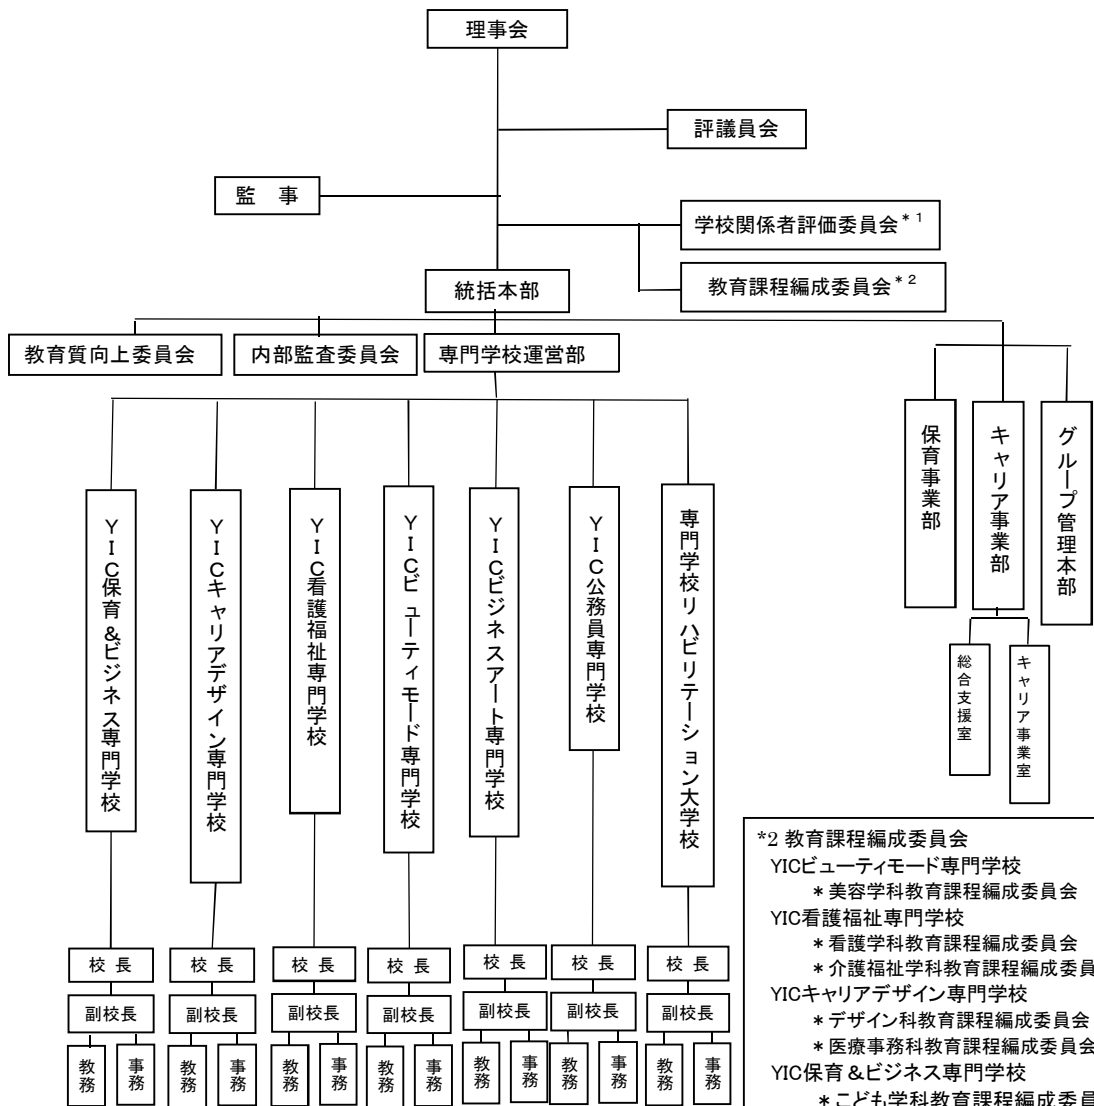 理事会
評議員会
監　事
学校関係者評価委員会*1
教育課程編成委員会*2
統括本部
教育質向上委員会
内部監査委員会
専門学校運営部
保育事業部
キャリア事業部
グループ管理本部
総合支援室
キャリア事業室
YIC保育&ビジネス専門学校
YICキャリアデザイン専門学校
YIC看護福祉専門学校
YICビューティモード専門学校
YICビジネスアート専門学校
YIC公務員専門学校
専門学校リハビリテーション大学校
校 長
校 長
校 長
校 長
校 長
校 長
校 長
副校長
副校長
副校長
副校長
副校長
副校長
副校長
教務
事務
教務
事務
教務
事務
教務
事務
教務
事務
教務
事務
教務
事務
*2 教育課程編成委員会
YICビューティモード専門学校
*美容学科教育課程編成委員会
YIC看護福祉専門学校
*看護学科教育課程編成委員会
*介護福祉学科教育課程編成委員
YICキャリアデザイン専門学校
*デザイン科教育課程編成委員会
*医療事務科教育課程編成委員会
YIC保育&ビジネス専門学校
*こども学科教育課程編成委員